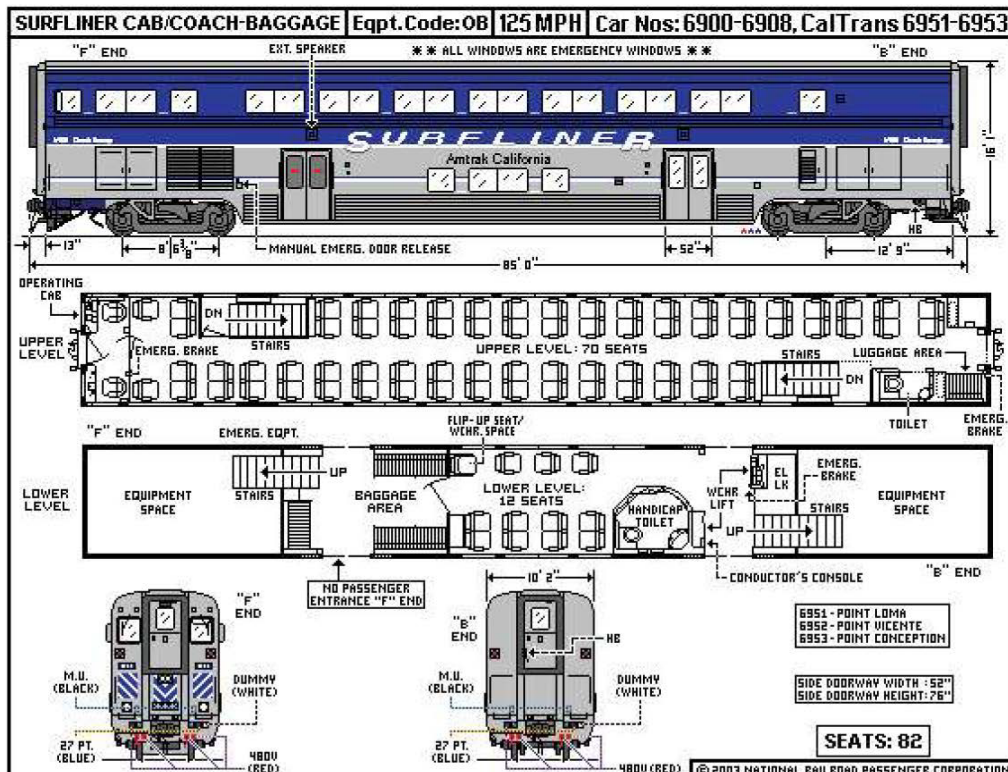 SURFLINER CAB/COACH-BAGGAGE Eqpt.Code:OB 125 MPH Car Nos: 6900-6908, CalTrans 6951-6953
"F" END
EXT. SPEAKER
** ALL WINDOWS ARE EMERGENCY WINDOWS **
"B" END
SURFLINER
Amtrak California
16' 1"
13"
8' 6 3/8"
MANUAL EMERG. DOOR RELEASE
52"
HB
12' 9"
85' 0"
OPERATING
CAB
UPPER
LEVEL
DN
STAIRS
EMERG. BRAKE
UPPER LEVEL: 70 SEATS
STAIRS
DN
LUGGAGE AREA
TOILET
EMERG.
BRAKE
"F" END
EMERG. EQPT.
FLIP-UP SEAT/
WCHR. SPACE
LOWER
LEVEL
EQUIPMENT
SPACE
UP
STAIRS
BAGGAGE
AREA
LOWER LEVEL:
12 SEATS
HANDICAP
TOILET
WCHR
LIFT
EL
LK
EMERG.
BRAKE
UP
STAIRS
EQUIPMENT
SPACE
NO PASSENGER
ENTRANCE "F" END
CONDUCTOR'S CONSOLE
"B" END
"F"
END
10' 2"
"B"
END
HB
M.U.
(BLACK)
DUMMY
(WHITE)
27 PT.
(BLUE)
480V
(RED)
M.U.
(BLACK)
DUMMY
(WHITE)
27 PT.
(BLUE)
480V (RED)
6951-POINT LOMA
6952-POINT VICENTE
6953-POINT CONCEPTION
SIDE DOORWAY WIDTH :52"
SIDE DOORWAY HEIGHT:76"
SEATS: 82
© 2003 NATIONAL RAILROAD PASSENGER CORPORATION